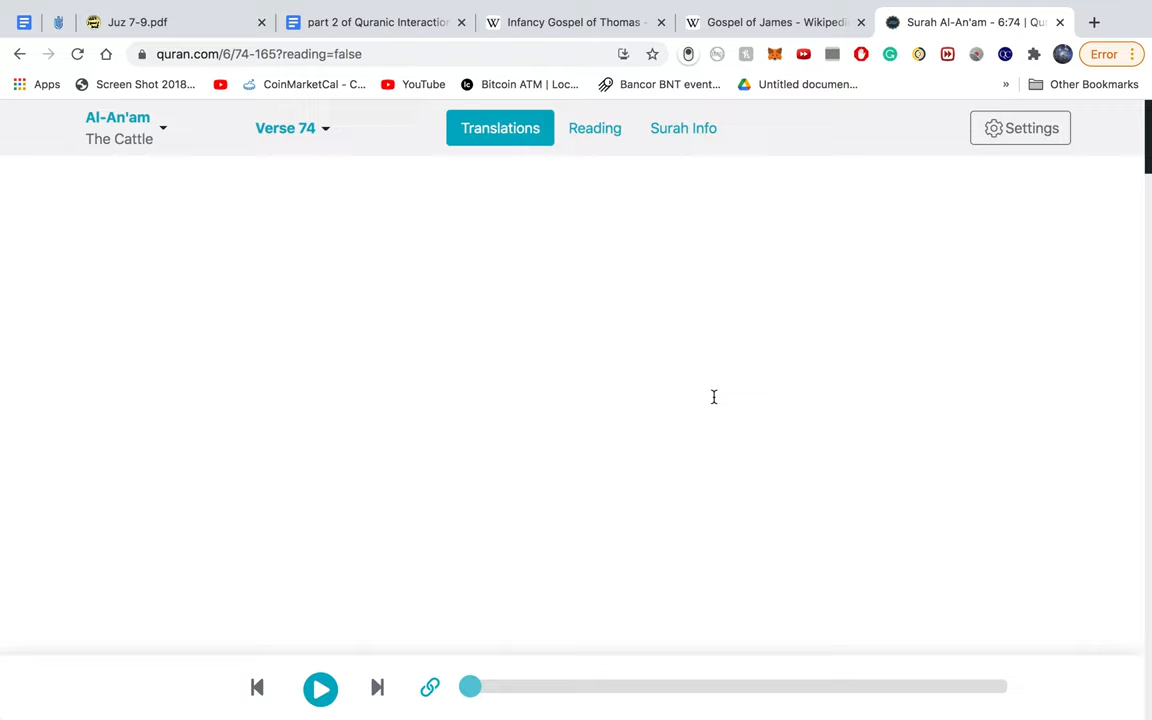 Juz 7-9.pdf
part 2 of Quranic Interaction
Infancy Gospel of Thomas -
Gospel of James - Wikipedi
Surah Al-An'am - 6:74 | Qu
quran.com/6/74-165?reading=false
Error
Apps
Screen Shot 2018...
CoinMarketCal - C...
YouTube
Bitcoin ATM | Loc...
Bancor BNT event...
Untitled documen...
»
Other Bookmarks
Al-An'am
The Cattle
Verse 74
Translations
Reading
Surah Info
Settings